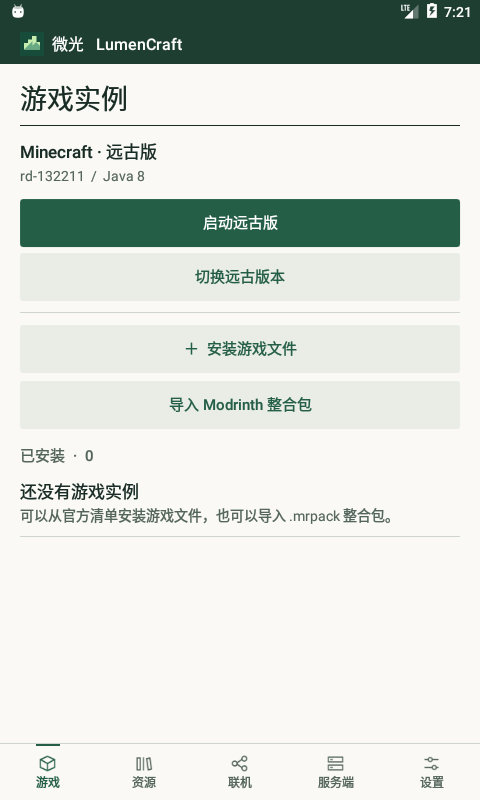 LTE 7:21
微光 LumenCraft
游戏实例
Minecraft · 远古版
rd-132211 / Java 8
启动远古版
切换远古版本
+ 安装游戏文件
导入 Modrinth 整合包
已安装 · 0
还没有游戏实例
可以从官方清单安装游戏文件，也可以导入 .mrpack 整合包。
游戏 资源 联机 服务端 设置